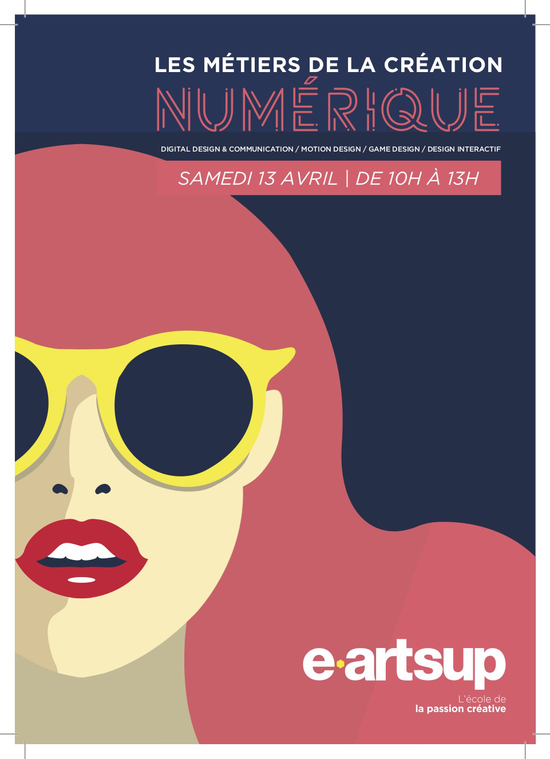 LES MÉTIERS DE LA CRÉATION
NUMÉRIQUE
DIGITAL DESIGN & COMMUNICATION / MOTION DESIGN / GAME DESIGN / DESIGN INTERACTIF
SAMEDI 13 AVRIL | DE 10H À 13H
e·artsup
L'école de
la passion créative